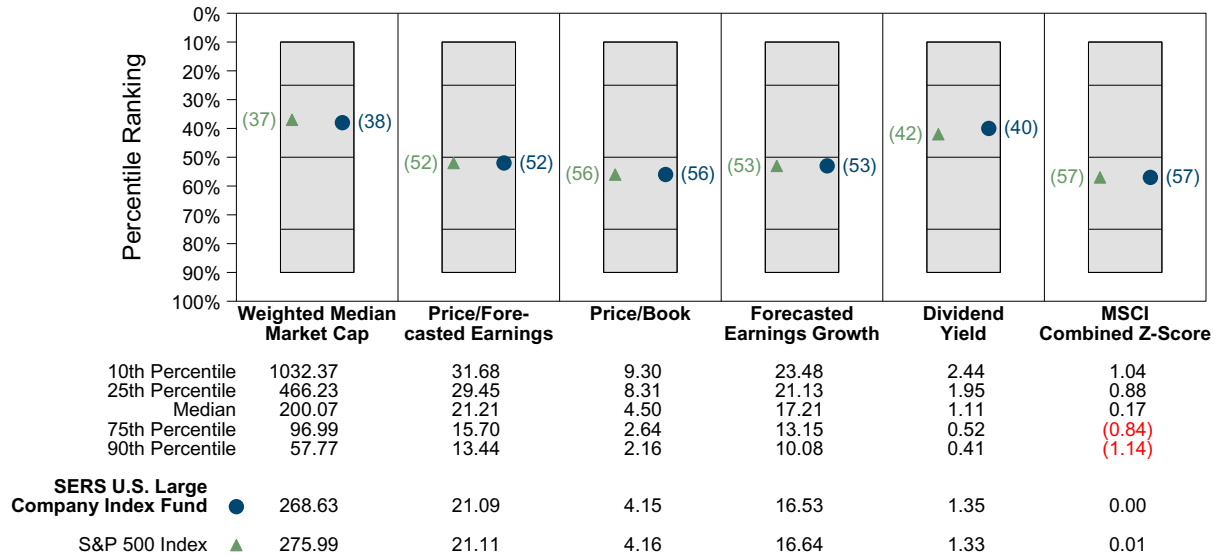 Percentile Ranking
0%
10%
20%
30%
40%
50%
60%
70%
80%
90%
100%
(37) (38)
(52) (52)
(56) (56)
(53) (53)
(42) (40)
(57) (57)
Weighted Median Market Cap
Price/Fore-casted Earnings
Price/Book
Forecasted Earnings Growth
Dividend Yield
MSCI Combined Z-Score
10th Percentile 1032.37 31.68 9.30 23.48 2.44 1.04
25th Percentile 466.23 29.45 8.31 21.13 1.95 0.88
Median 200.07 21.21 4.50 17.21 1.11 0.17
75th Percentile 96.99 15.70 2.64 13.15 0.52 (0.84)
90th Percentile 57.77 13.44 2.16 10.08 0.41 (1.14)
SERS U.S. Large
Company Index Fund 268.63 21.09 4.15 16.53 1.35 0.00
S&P 500 Index 275.99 21.11 4.16 16.64 1.33 0.01